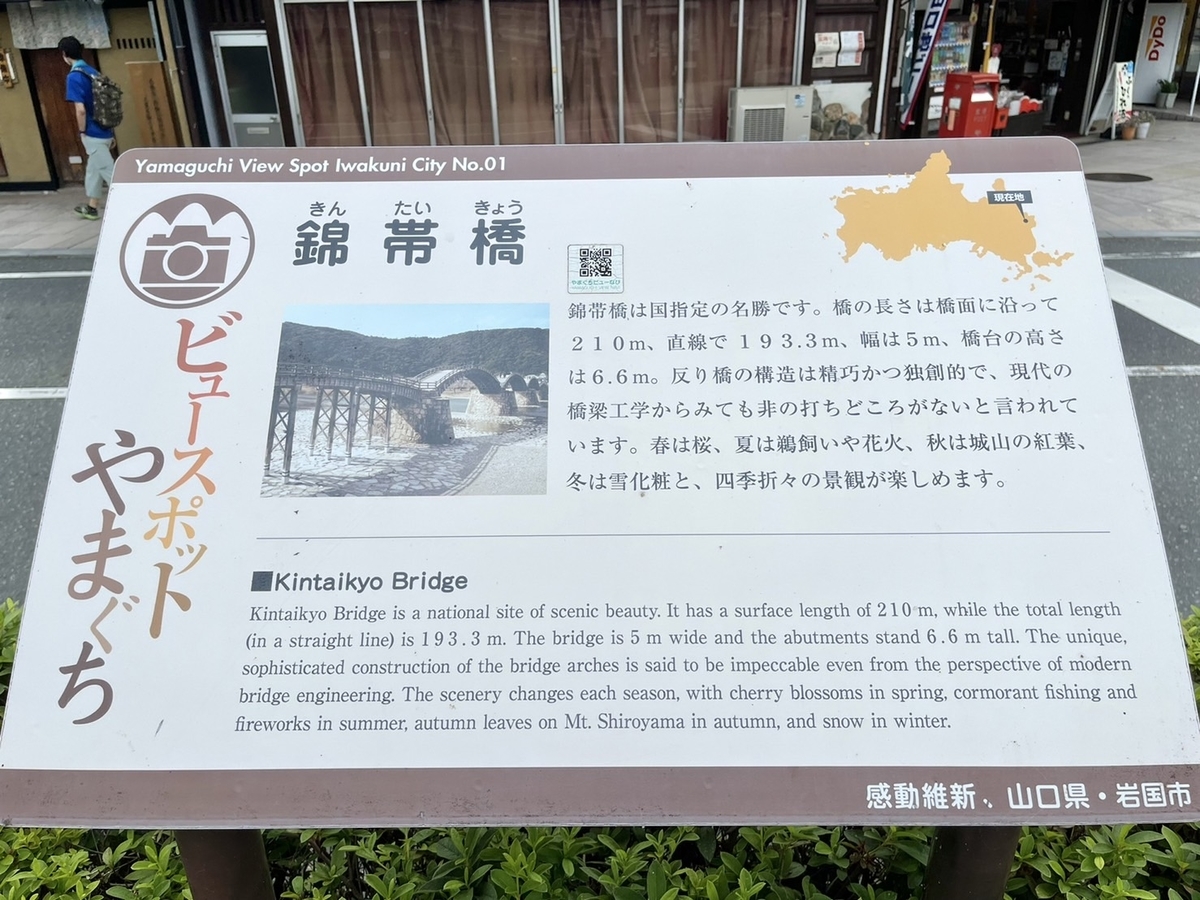 Yamaguchi View Spot Iwakuni City No.01
きん たい きょう
錦帯橋
現在地
ビュースポット
やまぐち
錦帯橋は国指定の名勝です。橋の長さは橋面に沿って
210m、直線で193.3m、幅は5m、橋台の高さ
は6.6m。反り橋の構造は精巧かつ独創的で、現代の
橋梁工学からみても非の打ちどころがないと言われて
います。春は桜、夏は鵜飼いや花火、秋は城山の紅葉、
冬は雪化粧と、四季折々の景観が楽しめます。
■Kintaikyo Bridge
Kintaikyo Bridge is a national site of scenic beauty. It has a surface length of 210 m, while the total length
(in a straight line) is 193.3 m. The bridge is 5 m wide and the abutments stand 6.6 m tall. The unique,
sophisticated construction of the bridge arches is said to be impeccable even from the perspective of modern
bridge engineering. The scenery changes each season, with cherry blossoms in spring, cormorant fishing and
fireworks in summer, autumn leaves on Mt. Shiroyama in autumn, and snow in winter.
感動維新、山口県・岩国市
DyDo